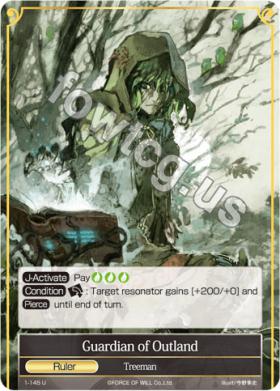 fowtcg.us
J-Activate Pay
Condition : Target resonator gains [+200/+0] and
Pierce until end of turn.
Guardian of Outland
Ruler Treeman
1-145 U ©FORCE OF WILL Co.,Ltd.